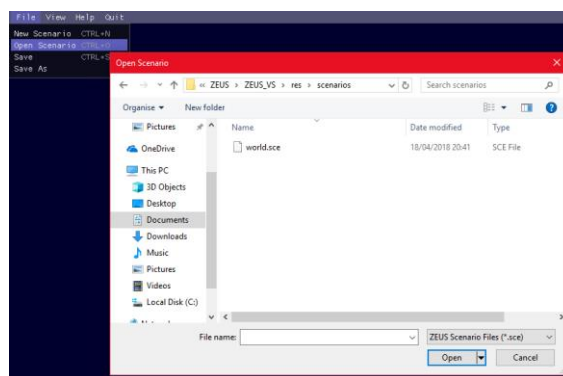 File View Help Quit
New Scenario CTRL+N
Open Scenario CTRL+O
Save CTRL+S
Save As
Open Scenario
« ZEUS > ZEUS_VS > res > scenarios
Search scenarios
Organise New folder
Pictures
OneDrive
This PC
3D Objects
Desktop
Documents
Downloads
Music
Pictures
Videos
Local Disk (C:)
Name Date modified Type
world.sce 18/04/2018 20:41 SCE File
File name:
ZEUS Scenario Files (*.sce)
Open Cancel